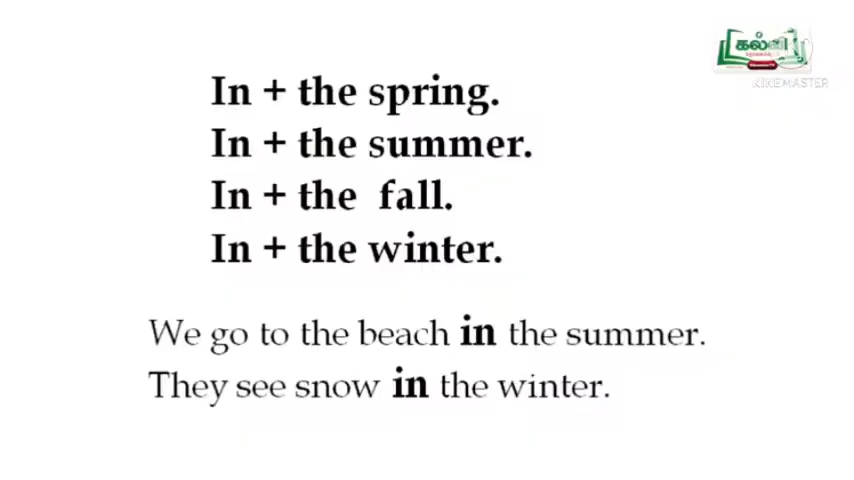 கல்வி
KINEMASTER
In + the spring.
In + the summer.
In + the fall.
In + the winter.
We go to the beach in the summer.
They see snow in the winter.